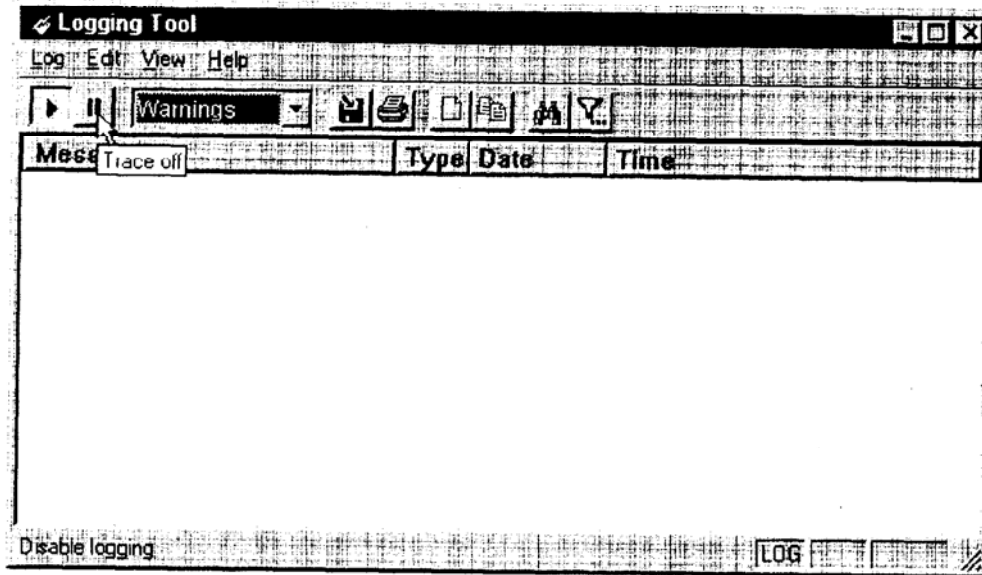 Logging Tool
Log Edit View Help
Warnings
Trace off
Type Date Time
Disable logging
LOG